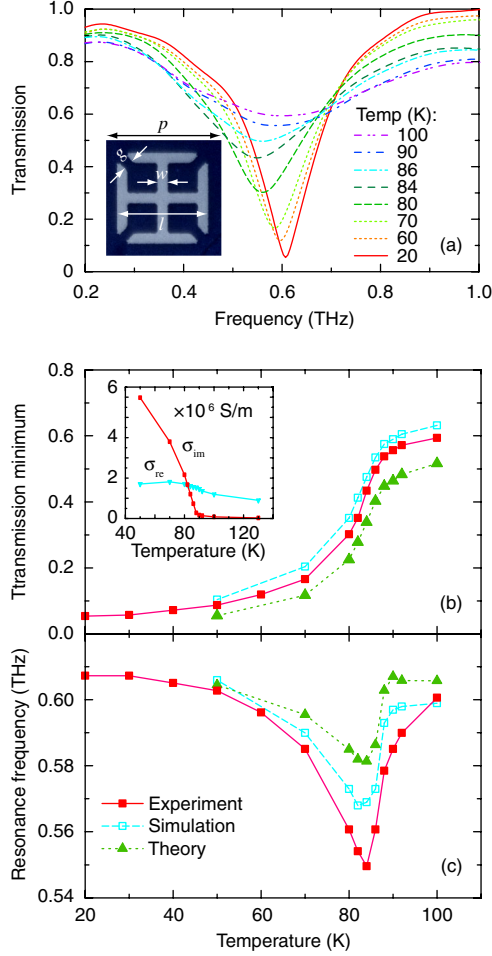 1.0
0.8
0.6
0.4
0.2
0
Transmission
p
g
w
l
Temp (K):
100
90
86
84
80
70
60
20
(a)
0.2 0.4 0.6 0.8 1.0
Frequency (THz)
0.8
0.6
0.4
0.2
0.0
Ttransmission minimum
6
4
2
0
×10⁶ S/m
σim
σre
40 80 120
Temperature (K)
(b)
0.60
0.58
0.56
0.54
Resonance frequency (THz)
Experiment
Simulation
Theory
(c)
20 40 60 80 100
Temperature (K)